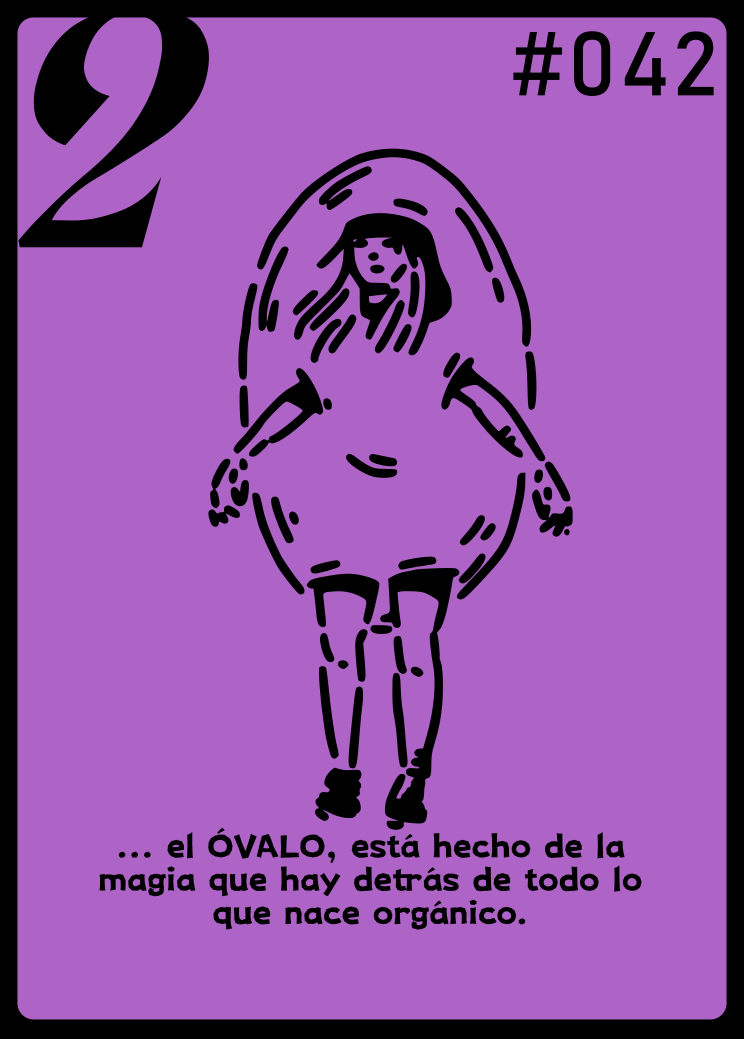 2
#042
... el ÓVALO, está hecho de la
magia que hay detrás de todo lo
que nace orgánico.